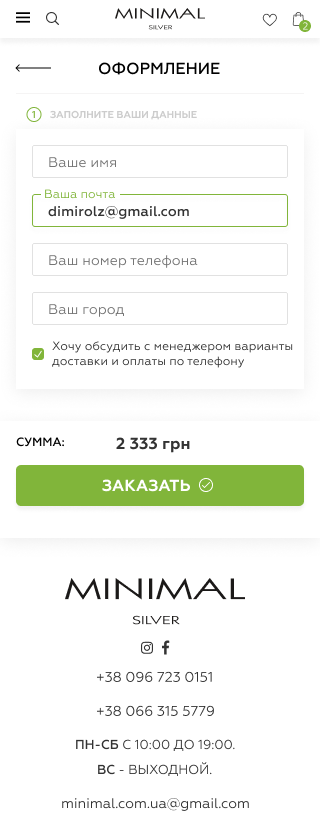 MINIMAL
SILVER
2
ОФОРМЛЕНИЕ
1 ЗАПОЛНИТЕ ВАШИ ДАННЫЕ
Ваше имя
Ваша почта
dimirolz@gmail.com
Ваш номер телефона
Ваш город
Хочу обсудить с менеджером варианты
доставки и оплаты по телефону
СУММА: 2 333 грн
ЗАКАЗАТЬ
MINIMAL
SILVER
+38 096 723 0151
+38 066 315 5779
ПН-СБ С 10:00 ДО 19:00.
ВС - ВЫХОДНОЙ.
minimal.com.ua@gmail.com